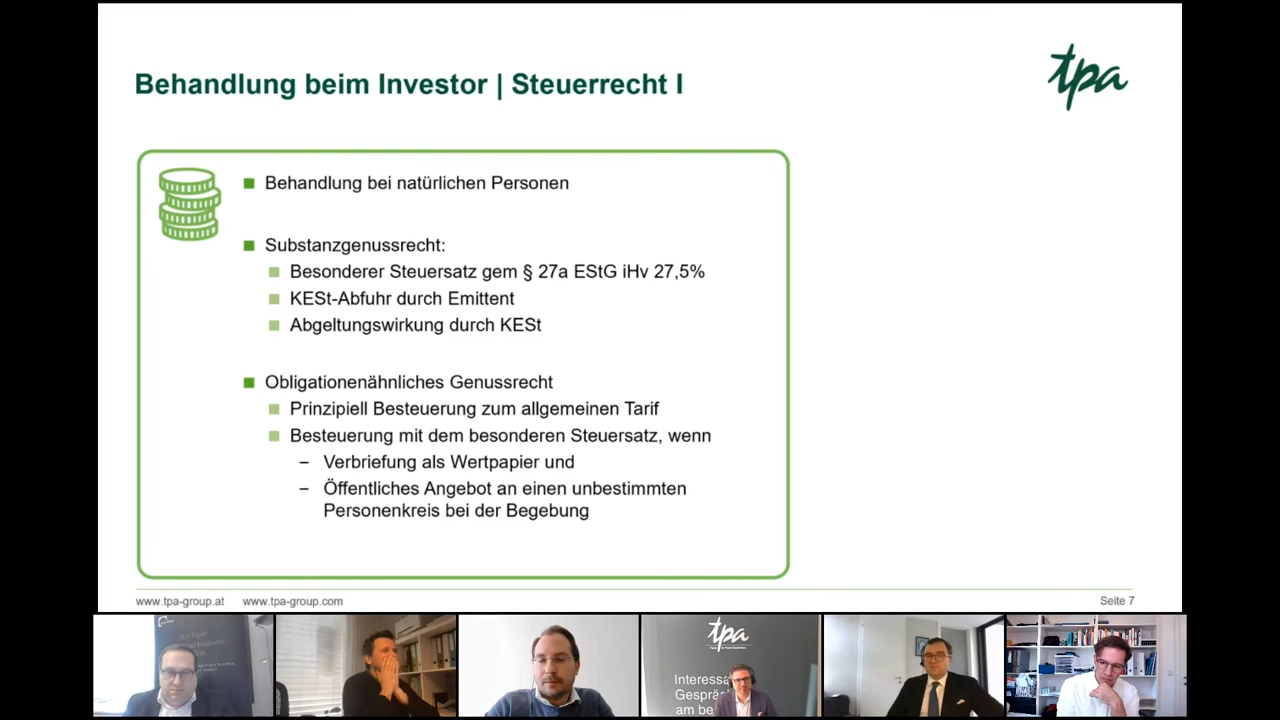 tpa
Behandlung beim Investor | Steuerrecht I
Behandlung bei natürlichen Personen
Substanzgenussrecht:
Besonderer Steuersatz gem § 27a EStG iHv 27,5%
KESt-Abfuhr durch Emittent
Abgeltungswirkung durch KESt
Obligationenähnliches Genussrecht
Prinzipiell Besteuerung zum allgemeinen Tarif
Besteuerung mit dem besonderen Steuersatz, wenn
– Verbriefung als Wertpapier und
– Öffentliches Angebot an einen unbestimmten
Personenkreis bei der Begebung
www.tpa-group.at www.tpa-group.com
Seite 7
DLA Piper
tpa
Interessa
Gespräc
am be